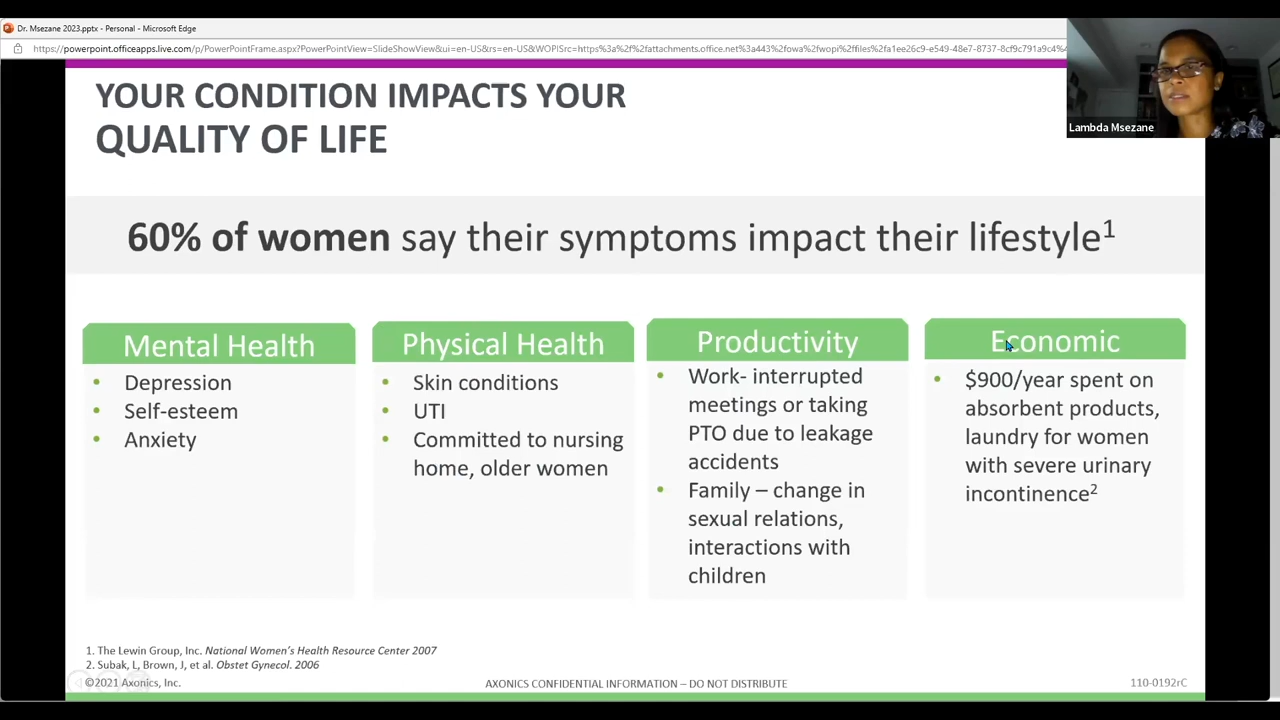 Dr. Msezane 2023.pptx - Personal - Microsoft Edge
https://powerpoint.officeapps.live.com/p/PowerPointFrame.aspx?PowerPointView=SlideShowView&ui=en-US&rs=en-US&WOPISrc=https%3a%2f%2fattachments.office.net%3a443%2fowa%2fwopi%2ffiles%2fa1ee26c9-e549-48e7-8737-8cf9c791a9c4%
Lambda Msezane
YOUR CONDITION IMPACTS YOUR
QUALITY OF LIFE
60% of women say their symptoms impact their lifestyle1
Mental Health
• Depression
• Self-esteem
• Anxiety
Physical Health
• Skin conditions
• UTI
• Committed to nursing
home, older women
Productivity
• Work- interrupted
meetings or taking
PTO due to leakage
accidents
• Family – change in
sexual relations,
interactions with
children
Economic
• $900/year spent on
absorbent products,
laundry for women
with severe urinary
incontinence2
1. The Lewin Group, Inc. National Women's Health Resource Center 2007
2. Subak, L, Brown, J, et al. Obstet Gynecol. 2006
©2021 Axonics, Inc.
AXONICS CONFIDENTIAL INFORMATION – DO NOT DISTRIBUTE
110-0192rC